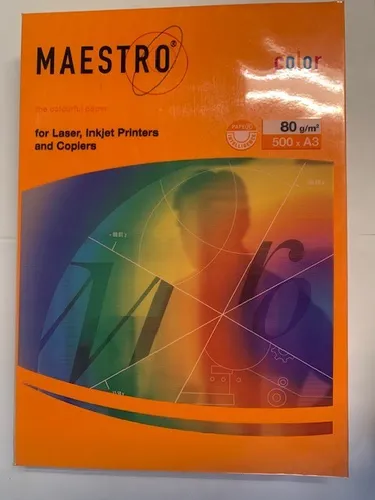 MAESTRO®
color
the colourful paper
for Laser, Inkjet Printers
and Copiers
80 g/m²
500 x A3